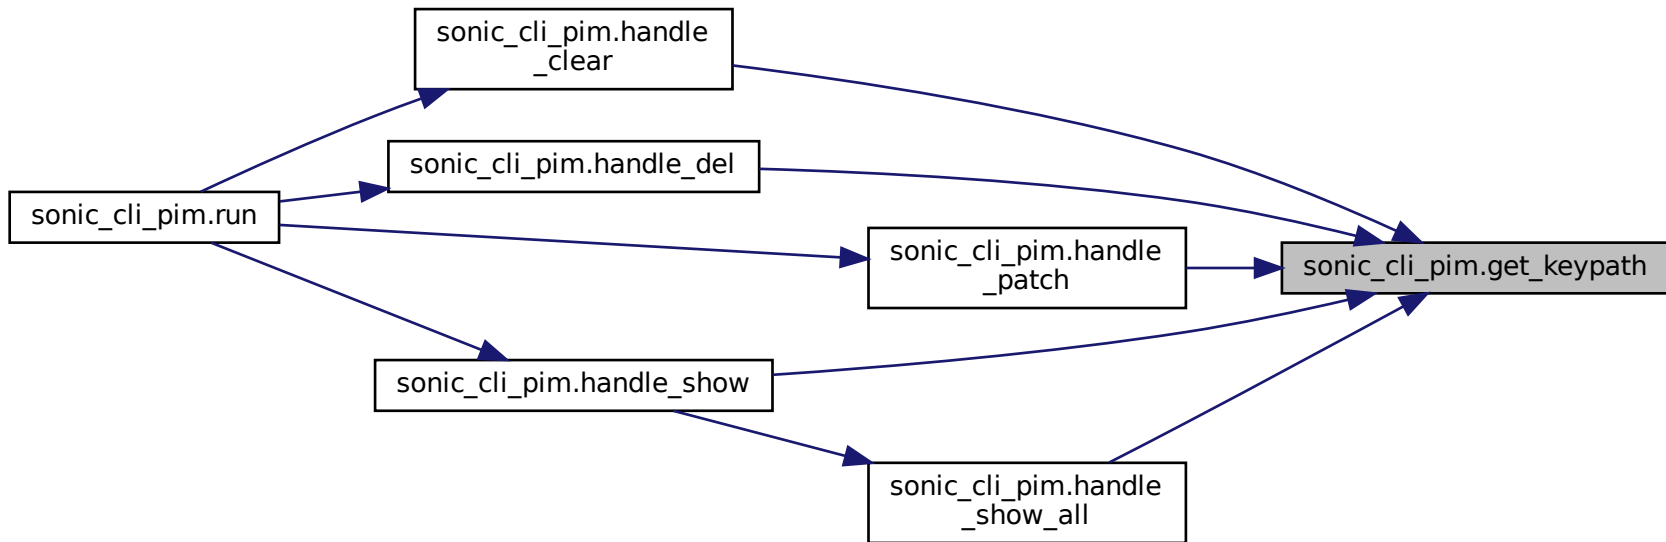 sonic_cli_pim.handle
_clear
sonic_cli_pim.handle_del
sonic_cli_pim.run
sonic_cli_pim.handle
_patch
sonic_cli_pim.get_keypath
sonic_cli_pim.handle_show
sonic_cli_pim.handle
_show_all